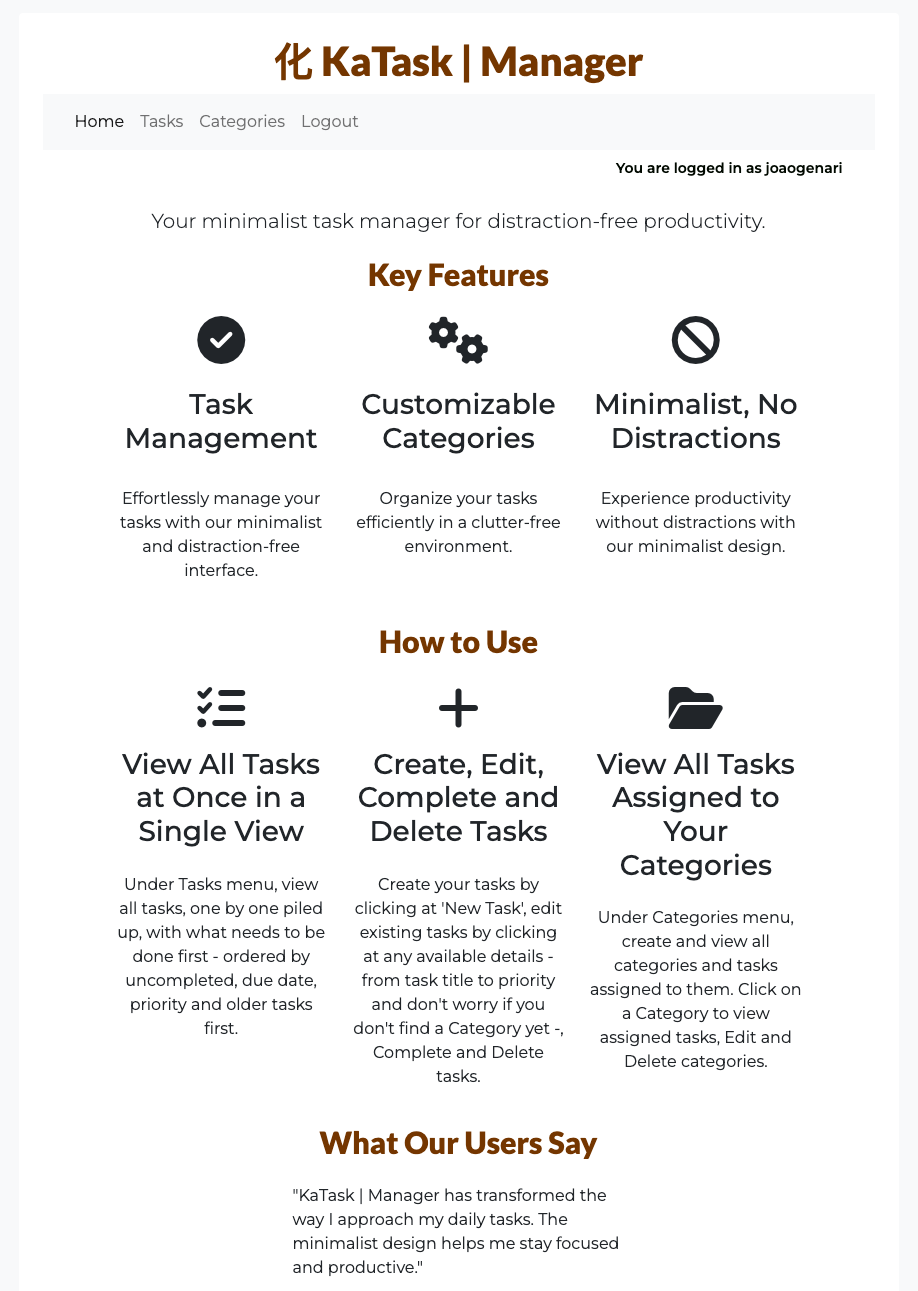 化 KaTask | Manager
Home Tasks Categories Logout
You are logged in as joaogenari
Your minimalist task manager for distraction-free productivity.
Key Features
Task
Management
Effortlessly manage your
tasks with our minimalist
and distraction-free
interface.
Customizable
Categories
Organize your tasks
efficiently in a clutter-free
environment.
Minimalist, No
Distractions
Experience productivity
without distractions with
our minimalist design.
How to Use
View All Tasks
at Once in a
Single View
Under Tasks menu, view
all tasks, one by one piled
up, with what needs to be
done first - ordered by
uncompleted, due date,
priority and older tasks
first.
Create, Edit,
Complete and
Delete Tasks
Create your tasks by
clicking at 'New Task', edit
existing tasks by clicking
at any available details -
from task title to priority
and don't worry if you
don't find a Category yet -,
Complete and Delete
tasks.
View All Tasks
Assigned to
Your
Categories
Under Categories menu,
create and view all
categories and tasks
assigned to them. Click on
a Category to view
assigned tasks, Edit and
Delete categories.
What Our Users Say
"KaTask | Manager has transformed the
way I approach my daily tasks. The
minimalist design helps me stay focused
and productive."